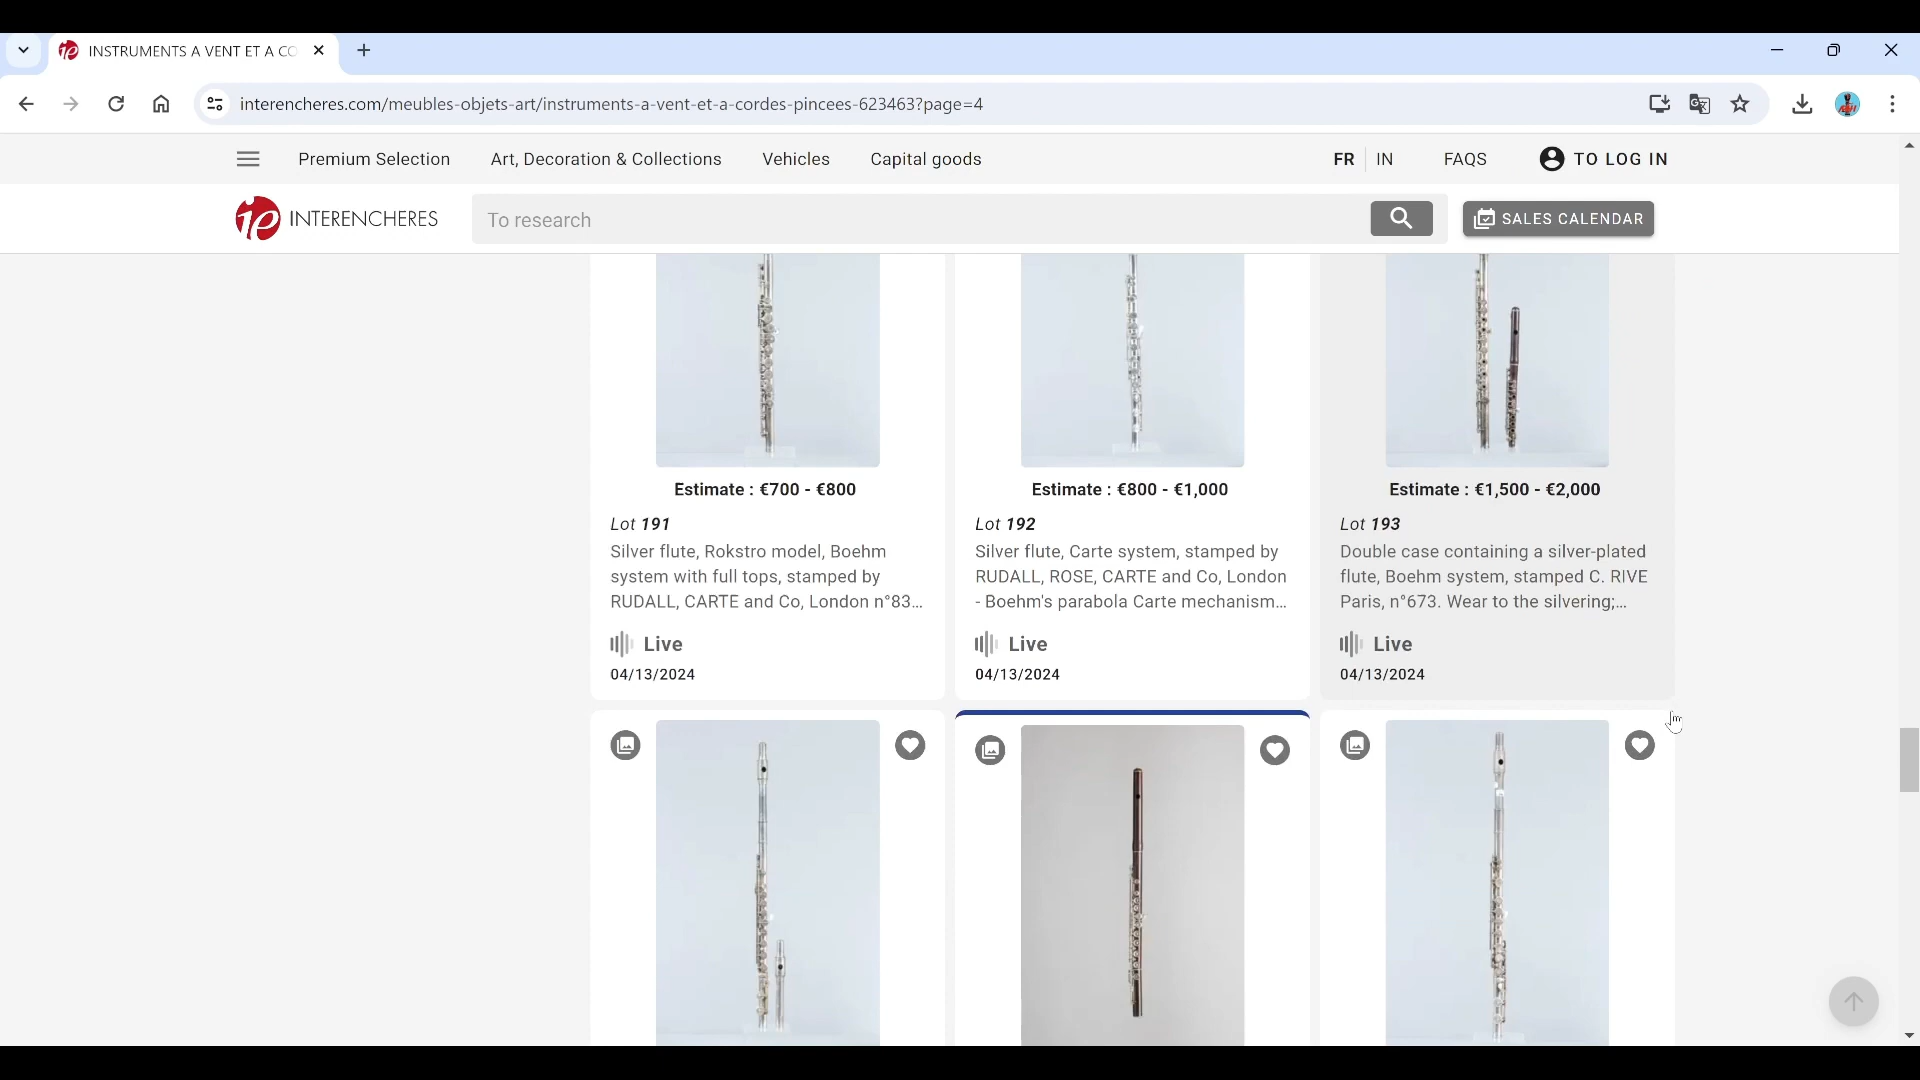 INSTRUMENTS A VENT ET A CO
interencheres.com/meubles-objets-art/instruments-a-vent-et-a-cordes-pincees-623463?page=4
Premium Selection Art, Decoration & Collections Vehicles Capital goods FR IN FAQS TO LOG IN
INTERENCHERES To research SALES CALENDAR
Estimate : €700 - €800
Lot 191
Silver flute, Rokstro model, Boehm
system with full tops, stamped by
RUDALL, CARTE and Co, London n°83...
Live
04/13/2024
Estimate : €800 - €1,000
Lot 192
Silver flute, Carte system, stamped by
RUDALL, ROSE, CARTE and Co, London
- Boehm's parabola Carte mechanism...
Live
04/13/2024
Estimate : €1,500 - €2,000
Lot 193
Double case containing a silver-plated
flute, Boehm system, stamped C. RIVE
Paris, n°673. Wear to the silvering;...
Live
04/13/2024